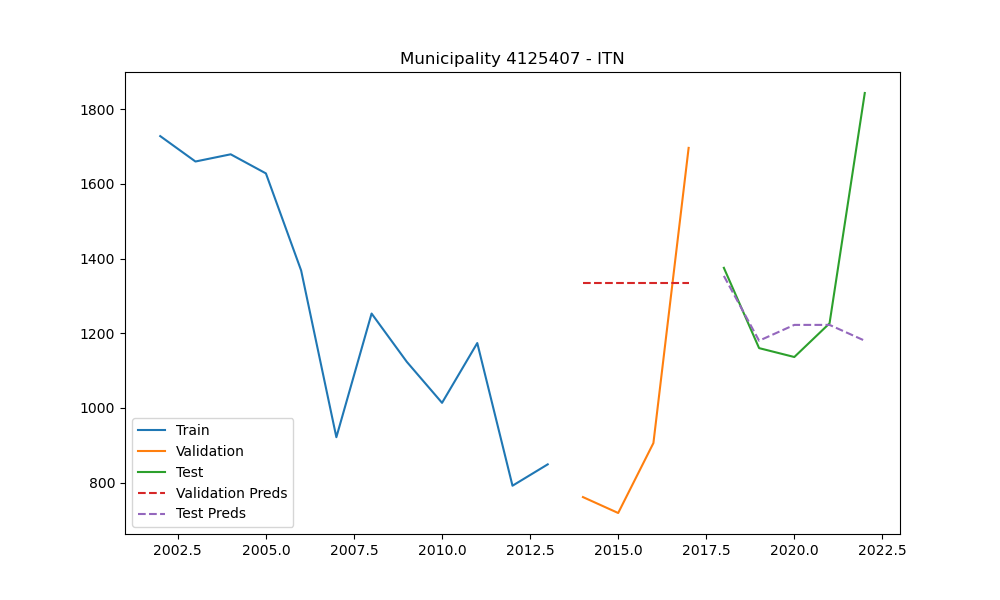 Municipality 4125407 - ITN
1800
1600
1400
1200
1000
800
Train
Validation
Test
Validation Preds
Test Preds
2002.5 2005.0 2007.5 2010.0 2012.5 2015.0 2017.5 2020.0 2022.5